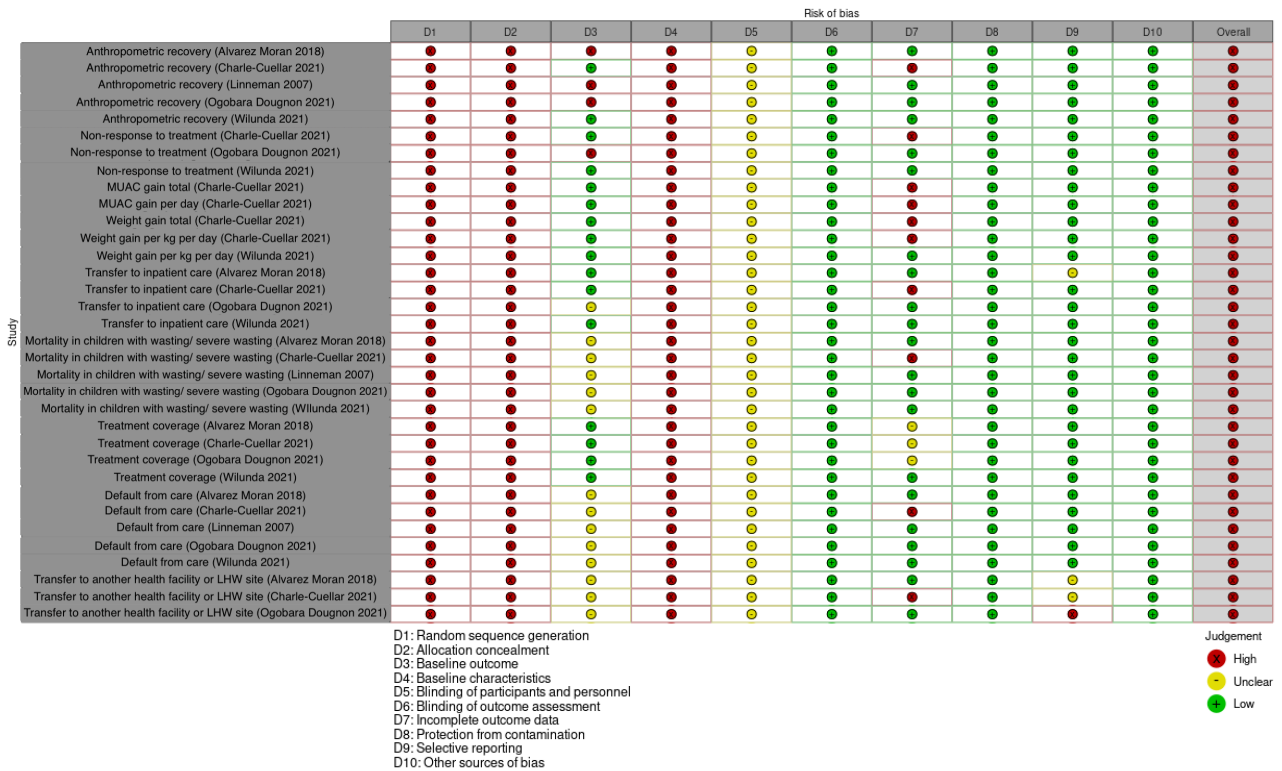 Risk of bias
D1 D2 D3 D4 D5 D6 D7 D8 D9 D10 Overall
Study
Anthropometric recovery (Alvarez Moran 2018)
Anthropometric recovery (Charle-Cuellar 2021)
Anthropometric recovery (Linneman 2007)
Anthropometric recovery (Ogobara Dougnon 2021)
Anthropometric recovery (Wilunda 2021)
Non-response to treatment (Charle-Cuellar 2021)
Non-response to treatment (Ogobara Dougnon 2021)
Non-response to treatment (Wilunda 2021)
MUAC gain total (Charle-Cuellar 2021)
MUAC gain per day (Charle-Cuellar 2021)
Weight gain total (Charle-Cuellar 2021)
Weight gain per kg per day (Charle-Cuellar 2021)
Weight gain per kg per day (Wilunda 2021)
Transfer to inpatient care (Alvarez Moran 2018)
Transfer to inpatient care (Charle-Cuellar 2021)
Transfer to inpatient care (Ogobara Dugnon 2021)
Transfer to inpatient care (Wilunda 2021)
Mortality in children with wasting/ severe wasting (Alvarez Moran 2018)
Mortality in children with wasting/ severe wasting (Charle-Cuellar 2021)
Mortality in children with wasting/ severe wasting (Linneman 2007)
Mortality in children with wasting/ severe wasting (Ogobara Dougnon 2021)
Mortality in children with wasting/ severe wasting (WIlunda 2021)
Treatment coverage (Alvarez Moran 2018)
Treatment coverage (Charle-Cuellar 2021)
Treatment coverage (Ogobara Dougnon 2021)
Treatment coverage (Wilunda 2021)
Default from care (Alvarez Moran 2018)
Default from care (Charle-Cuellar 2021)
Default from care (Linneman 2007)
Default from care (Ogobara Dougnon 2021)
Default from care (Wilunda 2021)
Transfer to another health facility or LHW site (Alvarez Moran 2018)
Transfer to another health facility or LHW site (Charle-Cuellar 2021)
Transfer to another health facility or LHW site (Ogobara Dougnon 2021)
D1: Random sequence generation
D2: Allocation concealment
D3: Baseline outcome
D4: Baseline characteristics
D5: Blinding of participants and personnel
D6: Blinding of outcome assessment
D7: Incomplete outcome data
D8: Protection from contamination
D9: Selective reporting
D10: Other sources of bias
Judgement
High
Unclear
Low